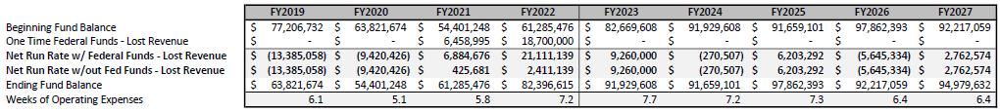 FY2019 FY2020 FY2021 FY2022 FY2023 FY2024 FY2025 FY2026 FY2027
Beginning Fund Balance $ 77,206,732 $ 63,821,674 $ 54,401,248 $ 61,285,476 $ 82,669,608 $ 91,929,608 $ 91,659,101 $ 97,862,393 $ 92,217,059
One Time Federal Funds - Lost Revenue $ - $ - $ 6,458,995 $ 18,700,000 $ - $ - $ - $ - $ -
Net Run Rate w/ Federal Funds - Lost Revenue $ (13,385,058) $ (9,420,426) $ 6,884,676 $ 21,111,139 $ 9,260,000 $ (270,507) $ 6,203,292 $ (5,645,334) $ 2,762,574
Net Run Rate w/out Fed Funds - Lost Revenue $ (13,385,058) $ (9,420,426) $ 425,681 $ 2,411,139 $ 9,260,000 $ (270,507) $ 6,203,292 $ (5,645,334) $ 2,762,574
Ending Fund Balance $ 63,821,674 $ 54,401,248 $ 61,285,476 $ 82,396,615 $ 91,929,608 $ 91,659,101 $ 97,862,393 $ 92,217,059 $ 94,979,632
Weeks of Operating Expenses 6.1 5.1 5.8 7.2 7.7 7.2 7.3 6.4 6.4